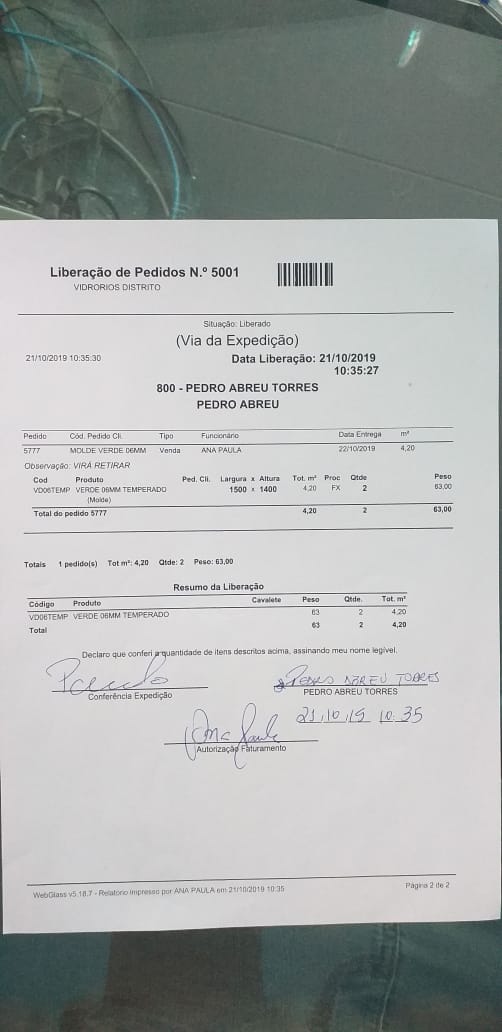 Liberação de Pedidos N.º 5001
VIDRORIOS DISTRITO
Situação: Liberado
(Via da Expedição)
21/10/2019 10:35:30 Data Liberação: 21/10/2019
10:35:27
800 - PEDRO ABREU TORRES
PEDRO ABREU
Pedido Cód. Pedido Cli. Tipo Funcionário Data Entrega m²
5777 MOLDE VERDE 06MM Venda ANA PAULA 22/10/2019 4,20
Observação: VIRÁ RETIRAR
Cod Produto Ped. Cli. Largura x Altura Tot. m² Proc Qtde Peso
VD06TEMP VERDE 06MM TEMPERADO 1500 x 1400 4,20 FX 2 63,00
(Molde)
Total do pedido 5777 4,20 2 63,00
Totais 1 pedido(s) Tot m²: 4,20 Qtde: 2 Peso: 63,00
Resumo da Liberação
Código Produto Cavalete Peso Qtde. Tot. m²
VD06TEMP VERDE 06MM TEMPERADO 63 2 4,20
Total 63 2 4,20
Declaro que conferi a quantidade de itens descritos acima, assinando meu nome legível.
PEDRO ABREU TORRES
Conferência Expedição PEDRO ABREU TORRES
21/10/19 10:35
Ana Paula
Autorização Faturamento
WebGlass v5.18.7 - Relatório impresso por ANA PAULA em 21/10/2019 10:35 Página 2 de 2